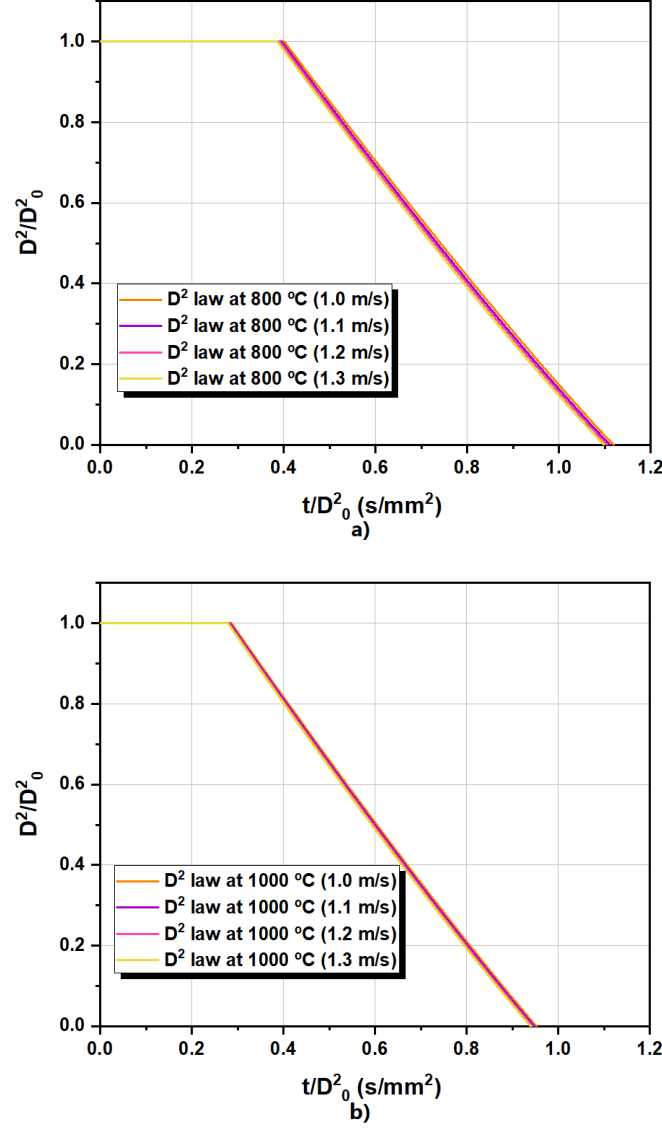 1.0
0.8
0.6
0.4
0.2
0.0
D²/D²₀
D² law at 800 ºC (1.0 m/s)
D² law at 800 ºC (1.1 m/s)
D² law at 800 ºC (1.2 m/s)
D² law at 800 ºC (1.3 m/s)
0.0 0.2 0.4 0.6 0.8 1.0 1.2
t/D²₀ (s/mm²)
a)
1.0
0.8
0.6
0.4
0.2
0.0
D²/D²₀
D² law at 1000 ºC (1.0 m/s)
D² law at 1000 ºC (1.1 m/s)
D² law at 1000 ºC (1.2 m/s)
D² law at 1000 ºC (1.3 m/s)
0.0 0.2 0.4 0.6 0.8 1.0 1.2
t/D²₀ (s/mm²)
b)